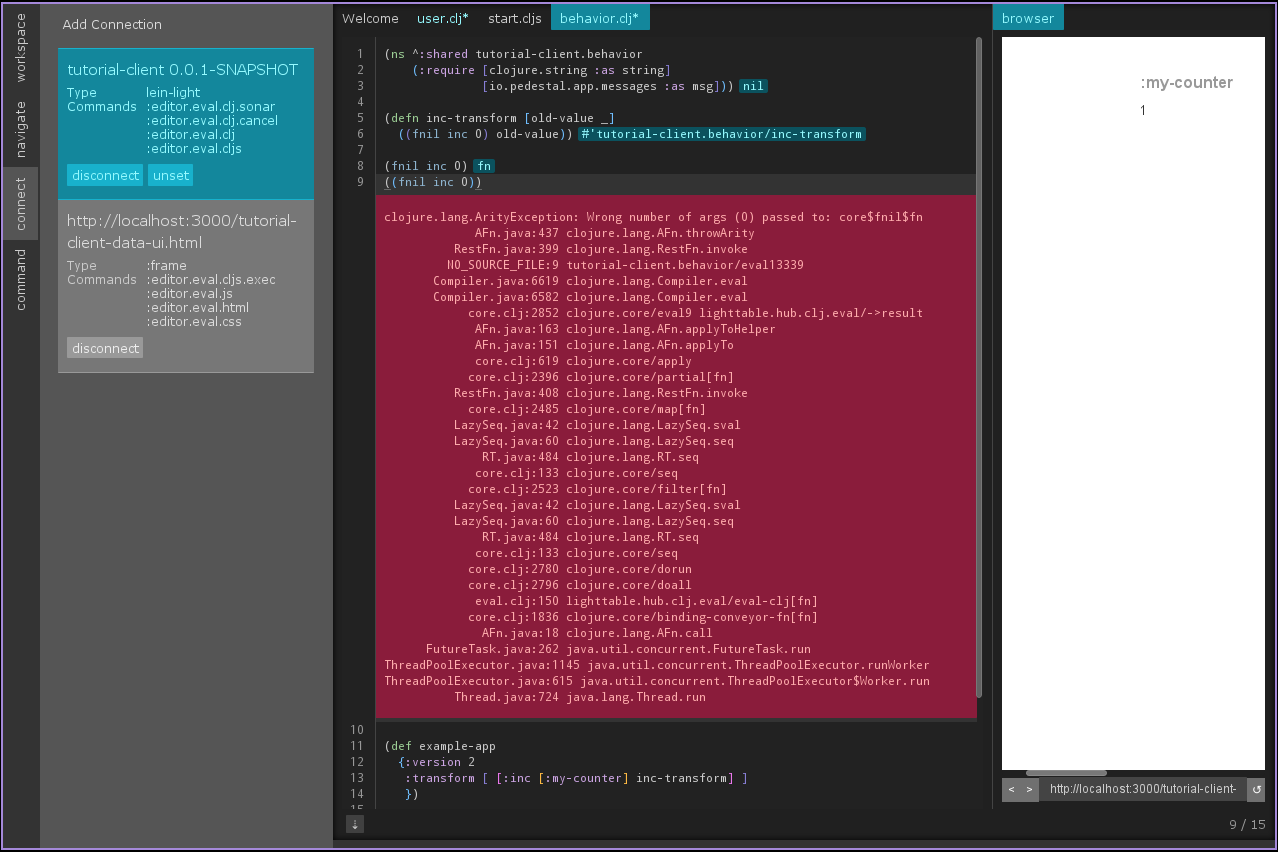 workspace
navigate
connect
command
Add Connection
tutorial-client 0.0.1-SNAPSHOT
Type lein-light
Commands :editor.eval.clj.sonar
:editor.eval.clj.cancel
:editor.eval.clj
:editor.eval.cljs
disconnect unset
http://localhost:3000/tutorial-
client-data-ui.html
Type :frame
Commands :editor.eval.cljs.exec
:editor.eval.js
:editor.eval.html
:editor.eval.css
disconnect
Welcome user.clj* start.cljs behavior.clj*
1 (ns ^:shared tutorial-client.behavior
2 (:require [clojure.string :as string]
3 [io.pedestal.app.messages :as msg])) nil
4
5 (defn inc-transform [old-value _]
6 ((fnil inc 0) old-value)) #'tutorial-client.behavior/inc-transform
7
8 (fnil inc 0) fn
9 ((fnil inc 0))
clojure.lang.ArityException: Wrong number of args (0) passed to: core$fnil$fn
AFn.java:437 clojure.lang.AFn.throwArity
RestFn.java:399 clojure.lang.RestFn.invoke
NO_SOURCE_FILE:9 tutorial-client.behavior/eval13339
Compiler.java:6619 clojure.lang.Compiler.eval
Compiler.java:6582 clojure.lang.Compiler.eval
core.clj:2852 clojure.core/eval9 lighttable.hub.clj.eval/->result
AFn.java:163 clojure.lang.AFn.applyToHelper
AFn.java:151 clojure.lang.AFn.applyTo
core.clj:619 clojure.core/apply
core.clj:2396 clojure.core/partial[fn]
RestFn.java:408 clojure.lang.RestFn.invoke
core.clj:2485 clojure.core/map[fn]
LazySeq.java:42 clojure.lang.LazySeq.sval
LazySeq.java:60 clojure.lang.LazySeq.seq
RT.java:484 clojure.lang.RT.seq
core.clj:133 clojure.core/seq
core.clj:2523 clojure.core/filter[fn]
LazySeq.java:42 clojure.lang.LazySeq.sval
LazySeq.java:60 clojure.lang.LazySeq.seq
RT.java:484 clojure.lang.RT.seq
core.clj:133 clojure.core/seq
core.clj:2780 clojure.core/dorun
core.clj:2796 clojure.core/doall
eval.clj:150 lighttable.hub.clj.eval/eval-clj[fn]
core.clj:1836 clojure.core/binding-conveyor-fn[fn]
AFn.java:18 clojure.lang.AFn.call
FutureTask.java:262 java.util.concurrent.FutureTask.run
ThreadPoolExecutor.java:1145 java.util.concurrent.ThreadPoolExecutor.runWorker
ThreadPoolExecutor.java:615 java.util.concurrent.ThreadPoolExecutor$Worker.run
Thread.java:724 java.lang.Thread.run
10
11 (def example-app
12 {:version 2
13 :transform [ [:inc [:my-counter] inc-transform] ]
14 })
15
browser
:my-counter
1
< > http://localhost:3000/tutorial-client- ↺
⇣
9 / 15